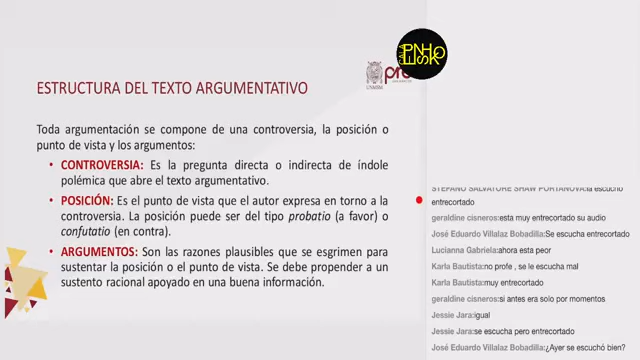 ESTRUCTURA DEL TEXTO ARGUMENTATIVO
Toda argumentación se compone de una controversia, la posición o
punto de vista y los argumentos:
• CONTROVERSIA: Es la pregunta directa o indirecta de índole
polémica que abre el texto argumentativo.
• POSICIÓN: Es el punto de vista que el autor expresa en torno a la
controversia. La posición puede ser del tipo probatio (a favor) o
confutatio (en contra).
• ARGUMENTOS: Son las razones plausibles que se esgrimen para
sustentar la posición o el punto de vista. Se debe propender a un
sustento racional apoyado en una buena información.
UNMSM
pre
STEFANO SALVATORE SHAW PORTANOVA:la escucho
entrecortado
geraldine cisneros:esta muy entrecortado su audio
José Eduardo Villalaz Bobadilla:Se escucha entrecortado
Lucianna Gabriela:ahora esta peor
Karla Bautista:no profe , se le escucha mal
Karla Bautista:muy entrecortado
geraldine cisneros:si antes era solo por momentos
Jessie Jara:igual
Jessie Jara:se escucha pero entrecortado
José Eduardo Villalaz Bobadilla:¿Ayer se escuchó bien?